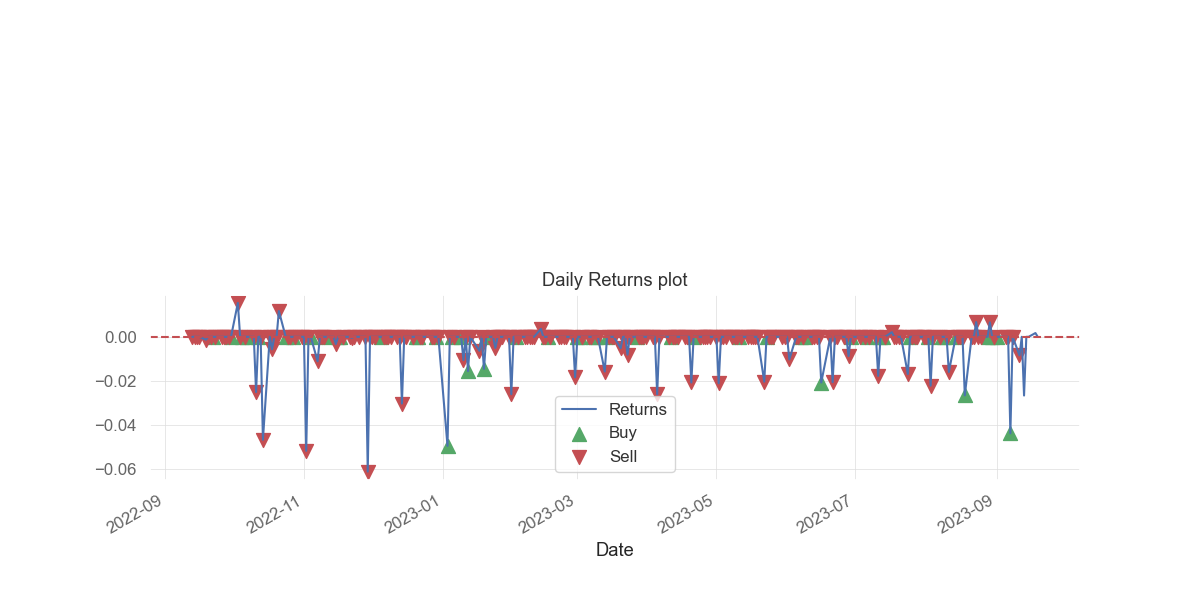 Daily Returns plot
0.00
−0.02
−0.04
−0.06
Returns
Buy
Sell
2022-09
2022-11
2023-01
2023-03
2023-05
2023-07
2023-09
Date